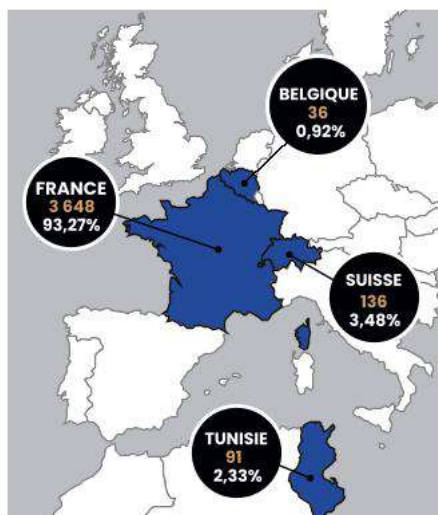 BELGIQUE
36
0,92%
FRANCE
3 648
93,27%
SUISSE
136
3,48%
TUNISIE
91
2,33%